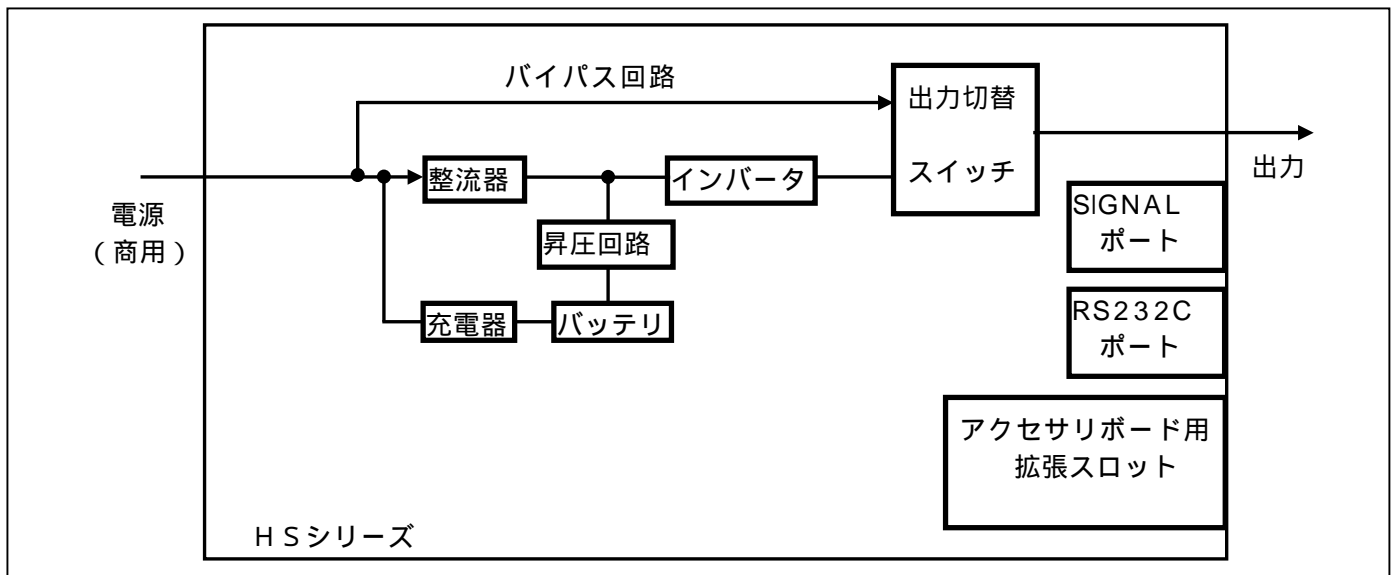 バイパス回路
出力切替
スイッチ
出力
整流器
インバータ
電源
(商用)
昇圧回路
充電器
バッテリ
SIGNAL
ポート
RS232C
ポート
アクセサリボード用
拡張スロット
HSシリーズ